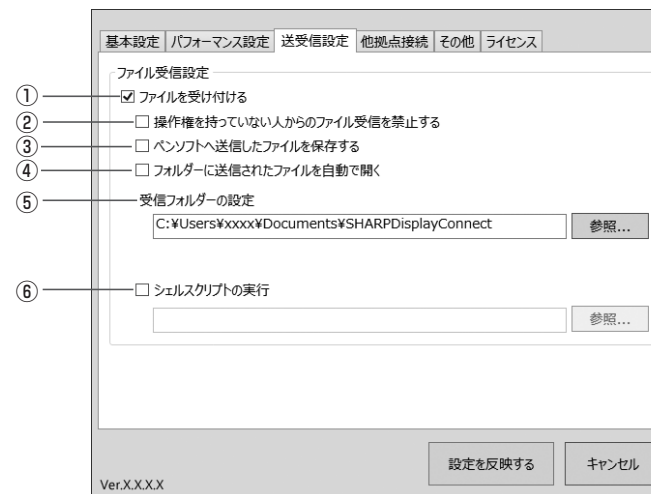 基本設定 パフォーマンス設定 送受信設定 他拠点接続 その他 ライセンス
ファイル受信設定
① ファイルを受け付ける
② 操作権を持っていない人からのファイル受信を禁止する
③ ペンソフトへ送信したファイルを保存する
④ フォルダーに送信されたファイルを自動で開く
⑤ 受信フォルダーの設定
C:¥Users¥xxxx¥Documents¥SHARPDisplayConnect 参照...
⑥ シェルスクリプトの実行
参照...
設定を反映する キャンセル
Ver.X.X.X.X